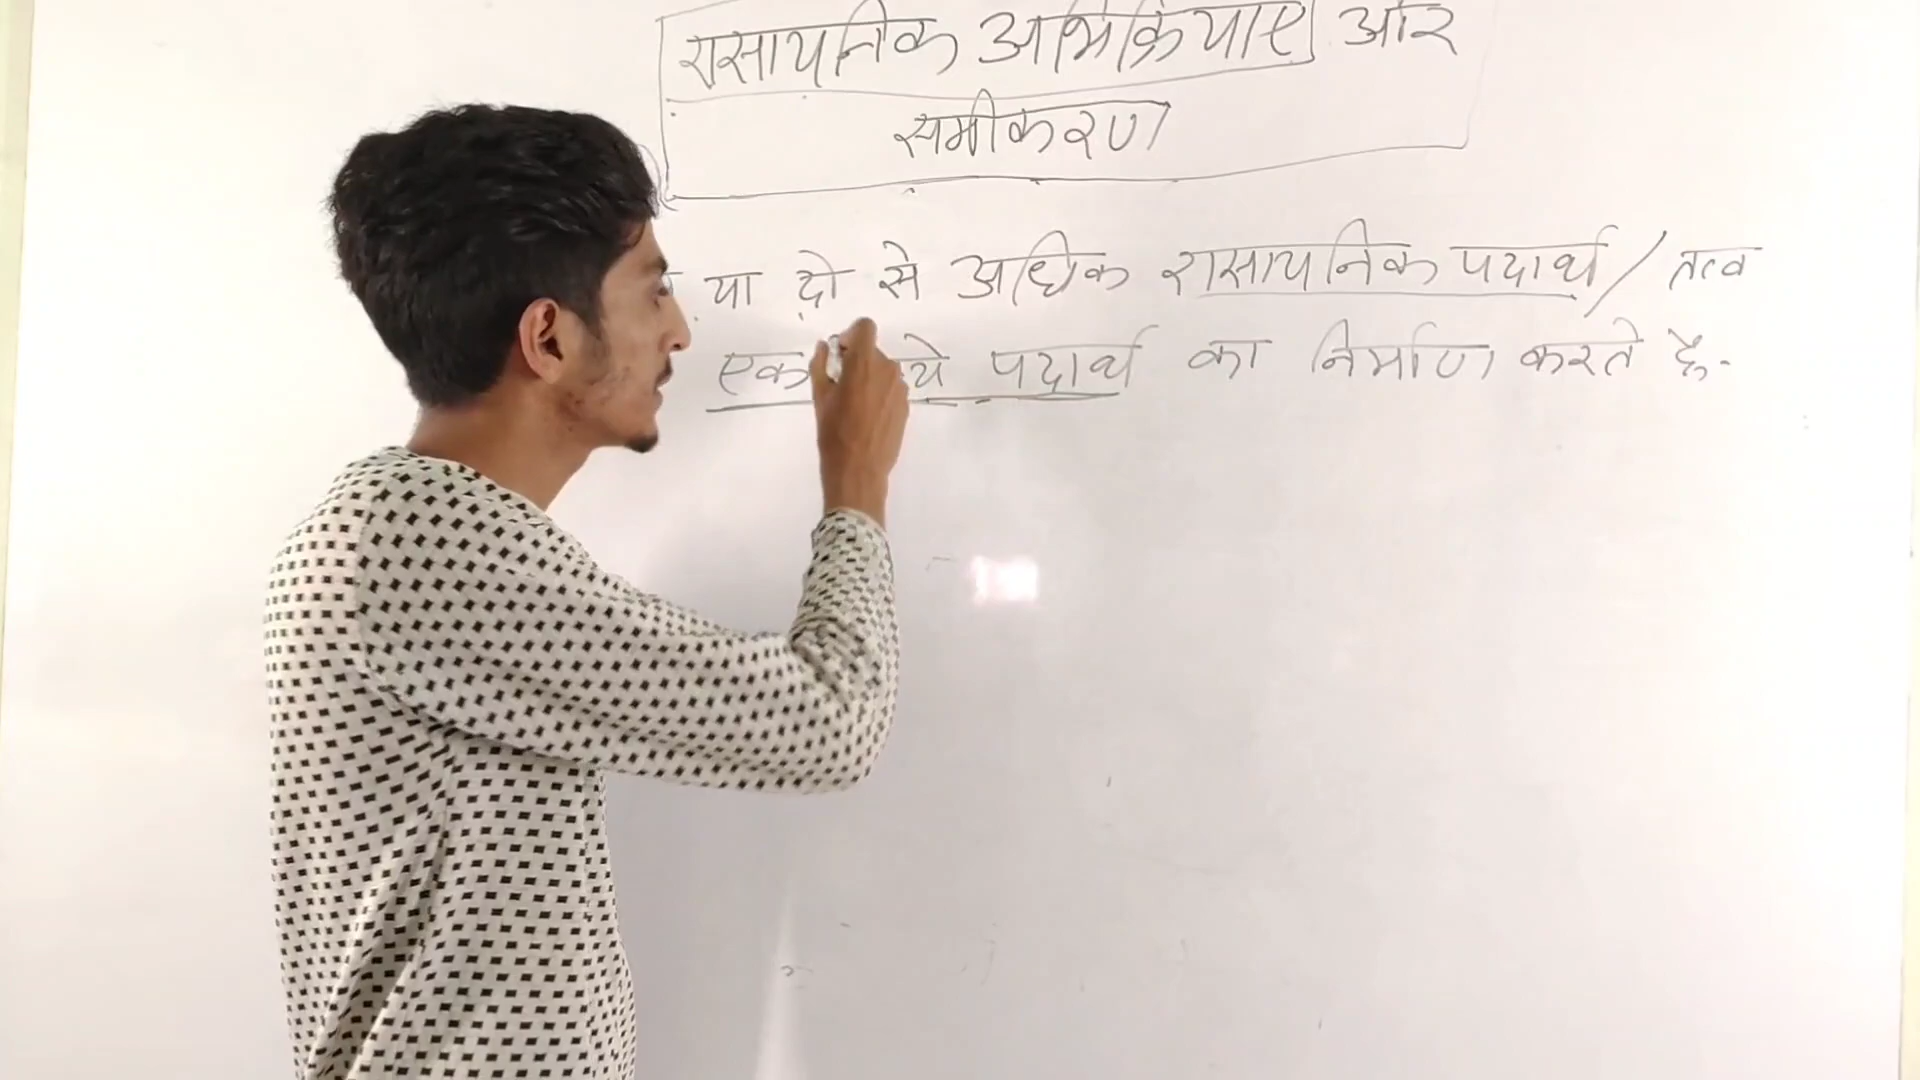 रासायनिक अभिक्रियाए और
समीकरण
या दो से अधिक रासायनिक पदार्थ / तत्व
एक पदार्थ का निर्माण करते है.